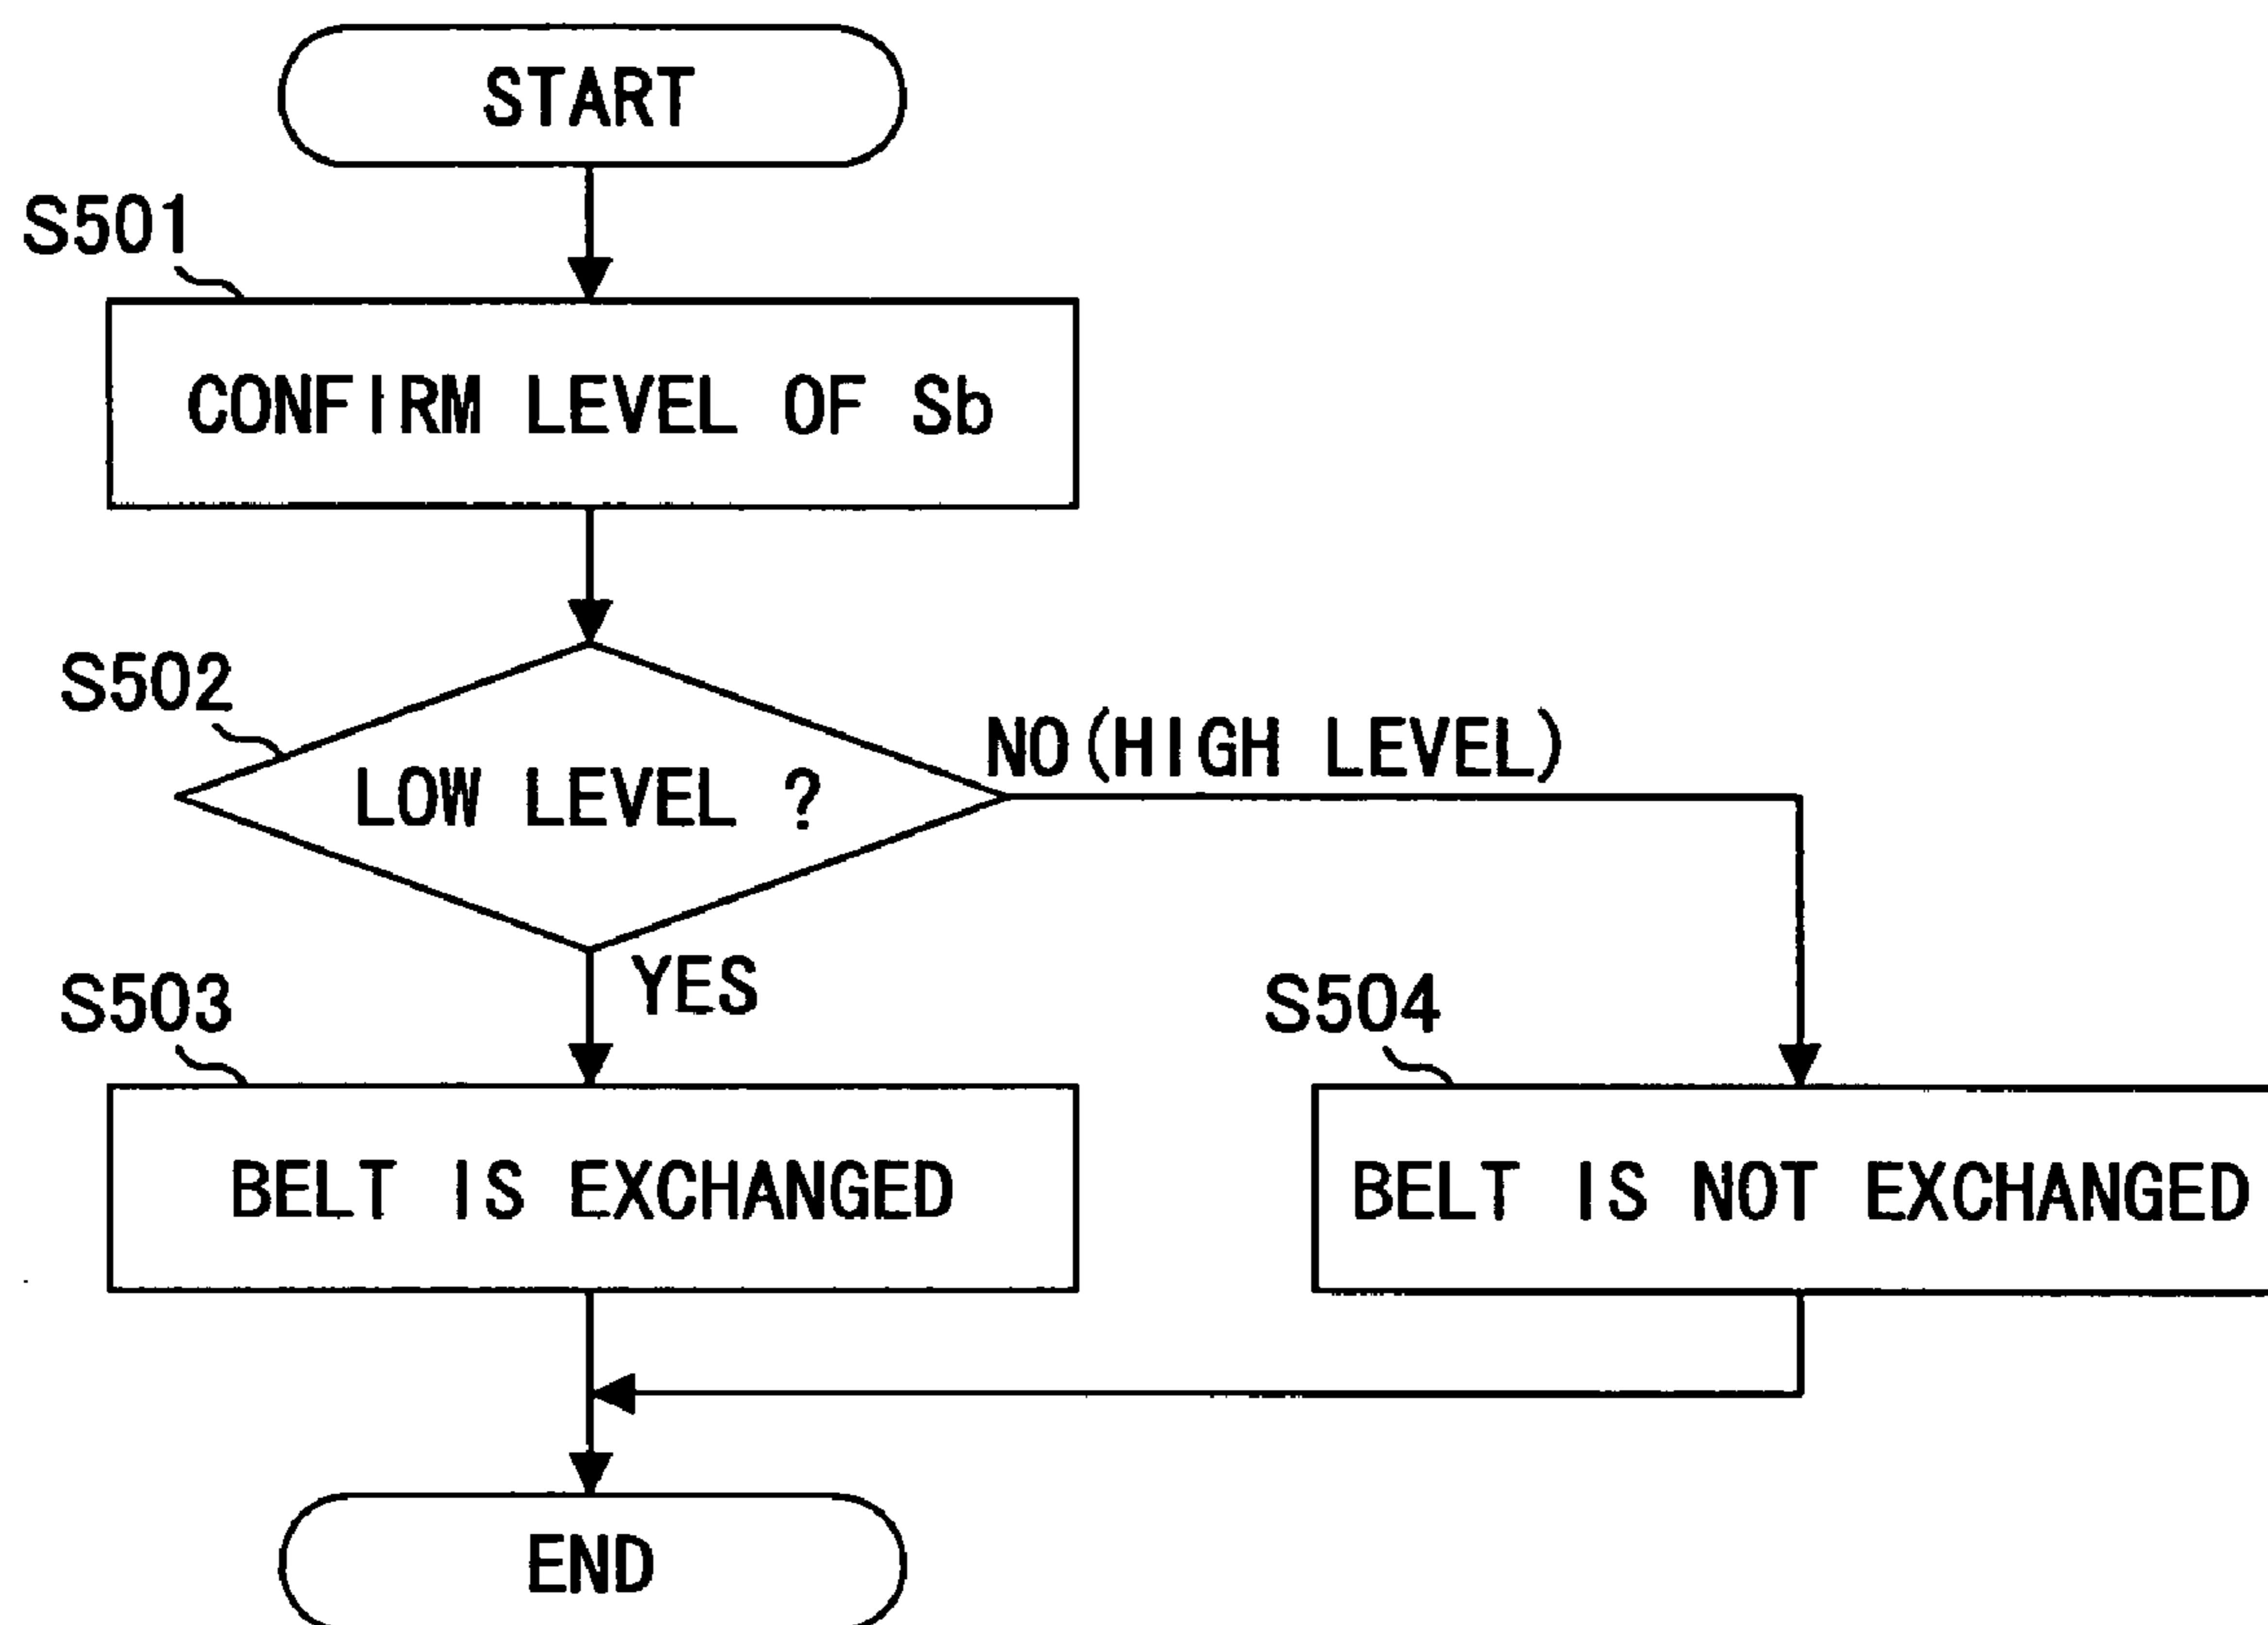 START
S501
CONFIRM LEVEL OF Sb
S502
NO(HIGH LEVEL)
LOW LEVEL ?
YES
S503
S504
BELT IS EXCHANGED
BELT IS NOT EXCHANGED
END